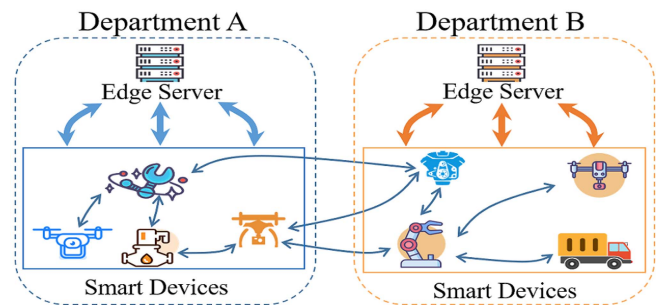 Department A
Department B
Edge Server
Edge Server
Smart Devices
Smart Devices